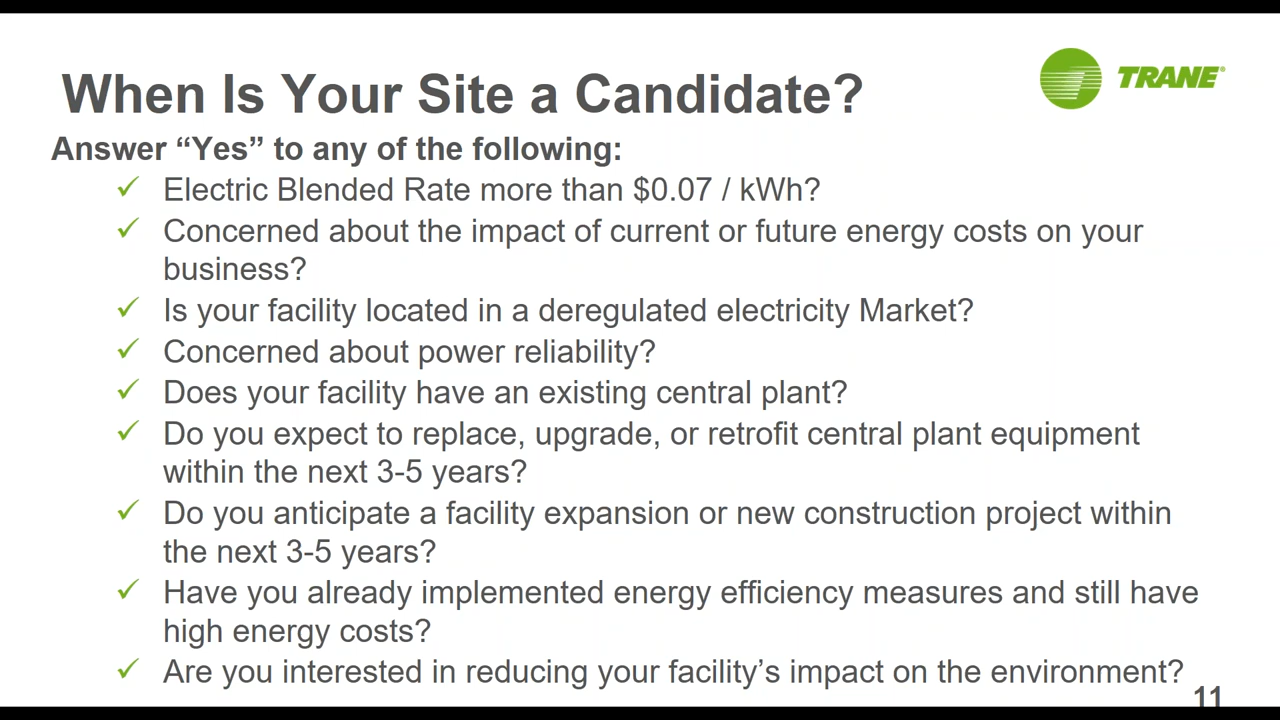 When Is Your Site a Candidate?
TRANE®
Answer “Yes” to any of the following:
✓ Electric Blended Rate more than $0.07 / kWh?
✓ Concerned about the impact of current or future energy costs on your
business?
✓ Is your facility located in a deregulated electricity Market?
✓ Concerned about power reliability?
✓ Does your facility have an existing central plant?
✓ Do you expect to replace, upgrade, or retrofit central plant equipment
within the next 3-5 years?
✓ Do you anticipate a facility expansion or new construction project within
the next 3-5 years?
✓ Have you already implemented energy efficiency measures and still have
high energy costs?
✓ Are you interested in reducing your facility’s impact on the environment?
11